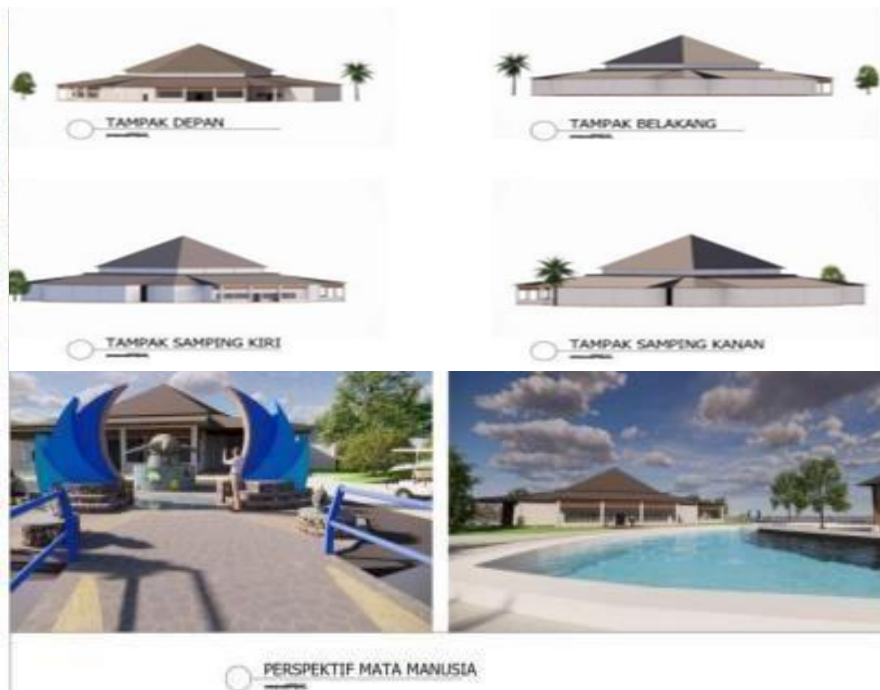 TAMPAK DEPAN
TAMPAK BELAKANG
TAMPAK SAMPING KIRI
TAMPAK SAMPING KANAN
PERSPEKTIF MATA MANUSIA